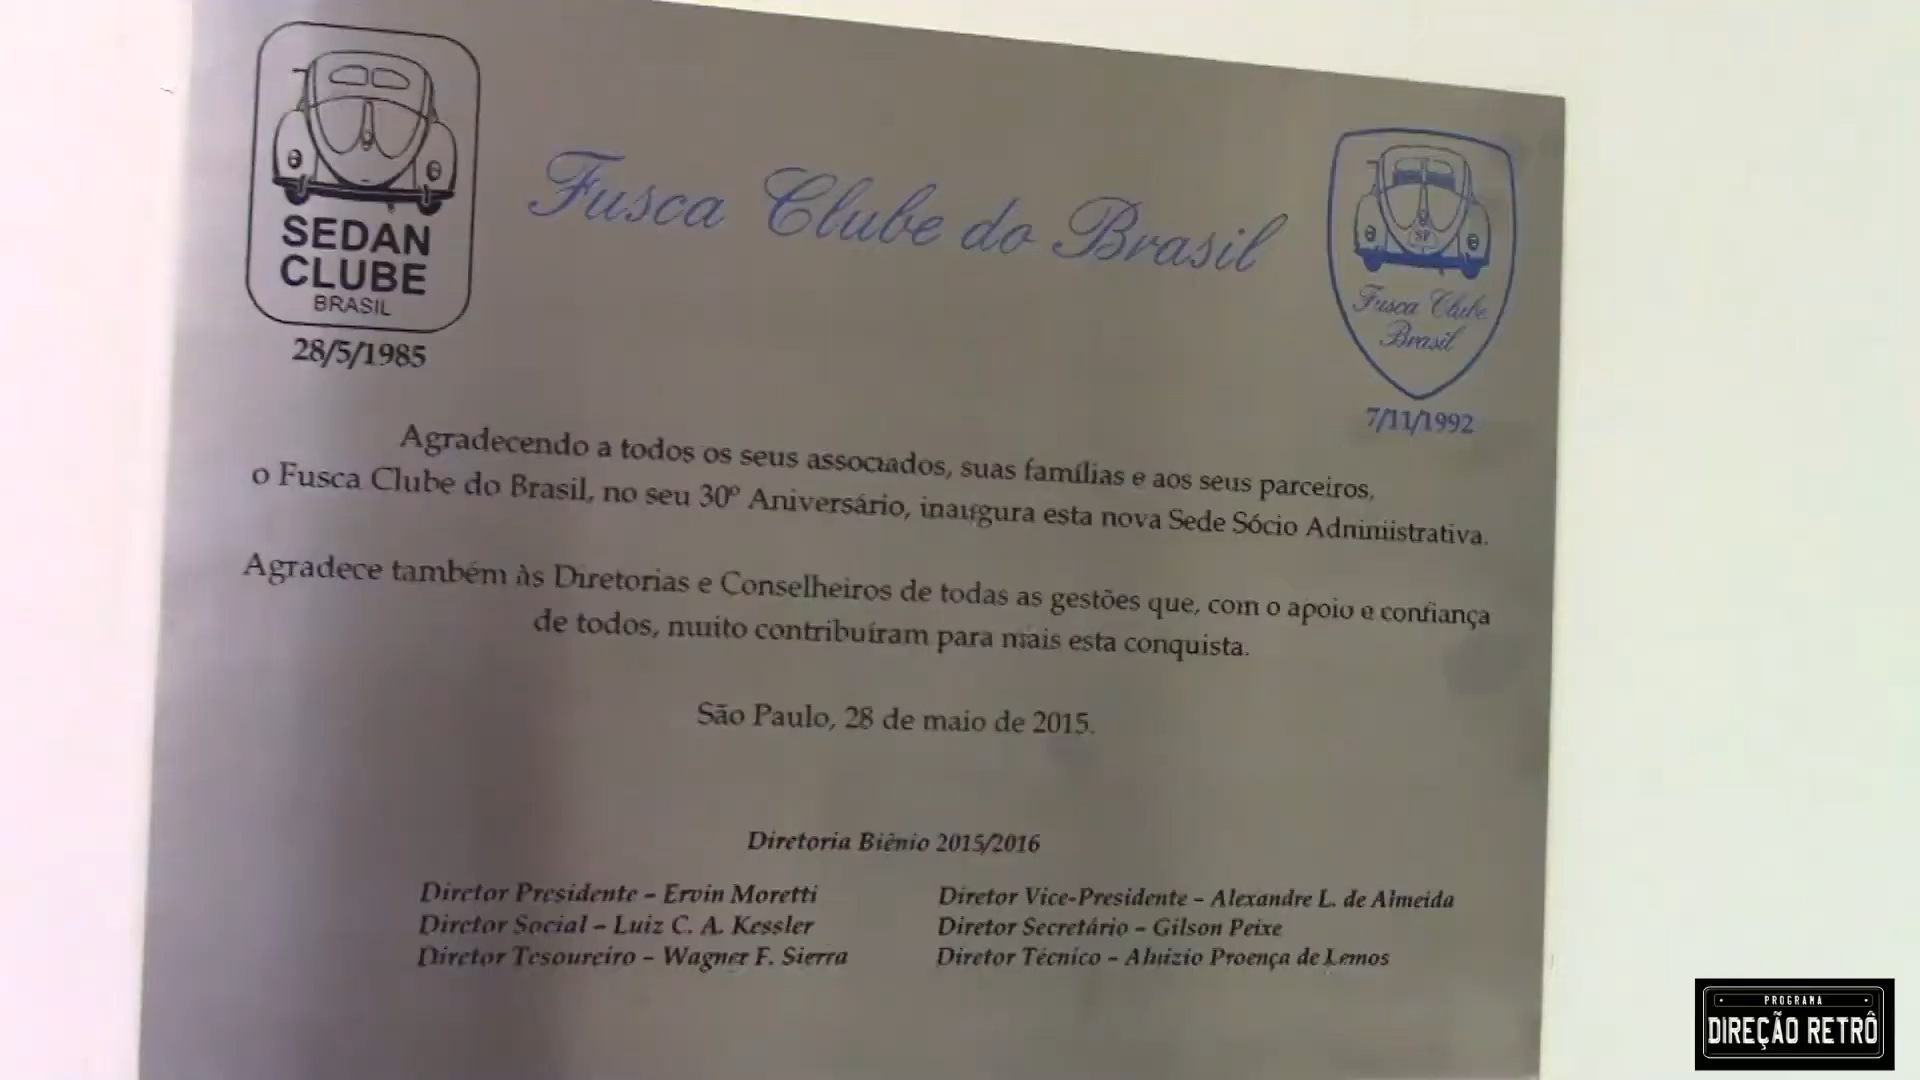 SEDAN
CLUBE
BRASIL
28/5/1985
Fusca Clube do Brasil
SP
Fusca Clube
Brasil
7/11/1992
Agradecendo a todos os seus associados, suas famílias e aos seus parceiros,
o Fusca Clube do Brasil, no seu 30º Aniversário, inaugura esta nova Sede Sócio Administrativa.
Agradece também às Diretorias e Conselheiros de todas as gestões que, com o apoio e confiança
de todos, muito contribuíram para mais esta conquista.
São Paulo, 28 de maio de 2015.
Diretoria Biênio 2015/2016
Diretor Presidente – Ervin Moretti
Diretor Vice-Presidente – Alexandre L. de Almeida
Diretor Social – Luiz C. A. Kessler
Diretor Secretário – Gilson Peixe
Diretor Tesoureiro – Wagner F. Sierra
Diretor Técnico – Aluizio Proença de Lemos
PROGRAMA
DIREÇÃO RETRÔ